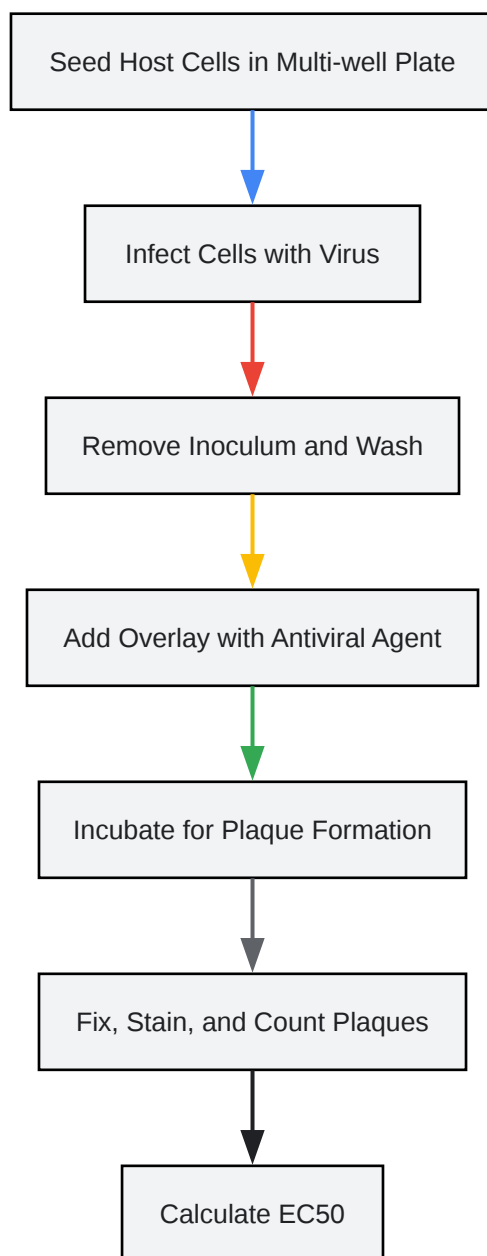 Seed Host Cells in Multi-well Plate
Infect Cells with Virus
Remove Inoculum and Wash
Add Overlay with Antiviral Agent
Incubate for Plaque Formation
Fix, Stain, and Count Plaques
Calculate EC50